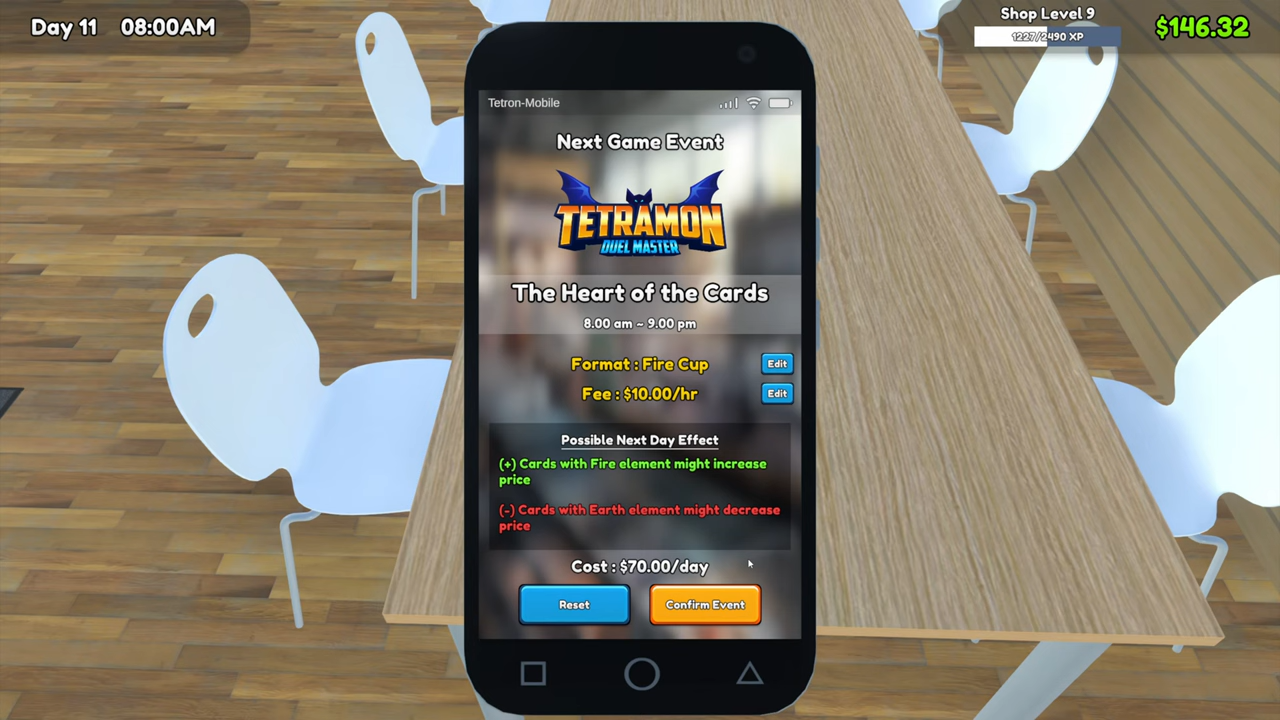 Day 11 08:00AM
Shop Level 9
1227/2490 XP
$146.32
Tetron-Mobile
Next Game Event
TETRAMON
DUEL MASTER
The Heart of the Cards
8.00 am ~ 9.00 pm
Format : Fire Cup
Edit
Fee : $10.00/hr
Edit
Possible Next Day Effect
(+) Cards with Fire element might increase
price
(-) Cards with Earth element might decrease
price
Cost : $70.00/day
Reset
Confirm Event